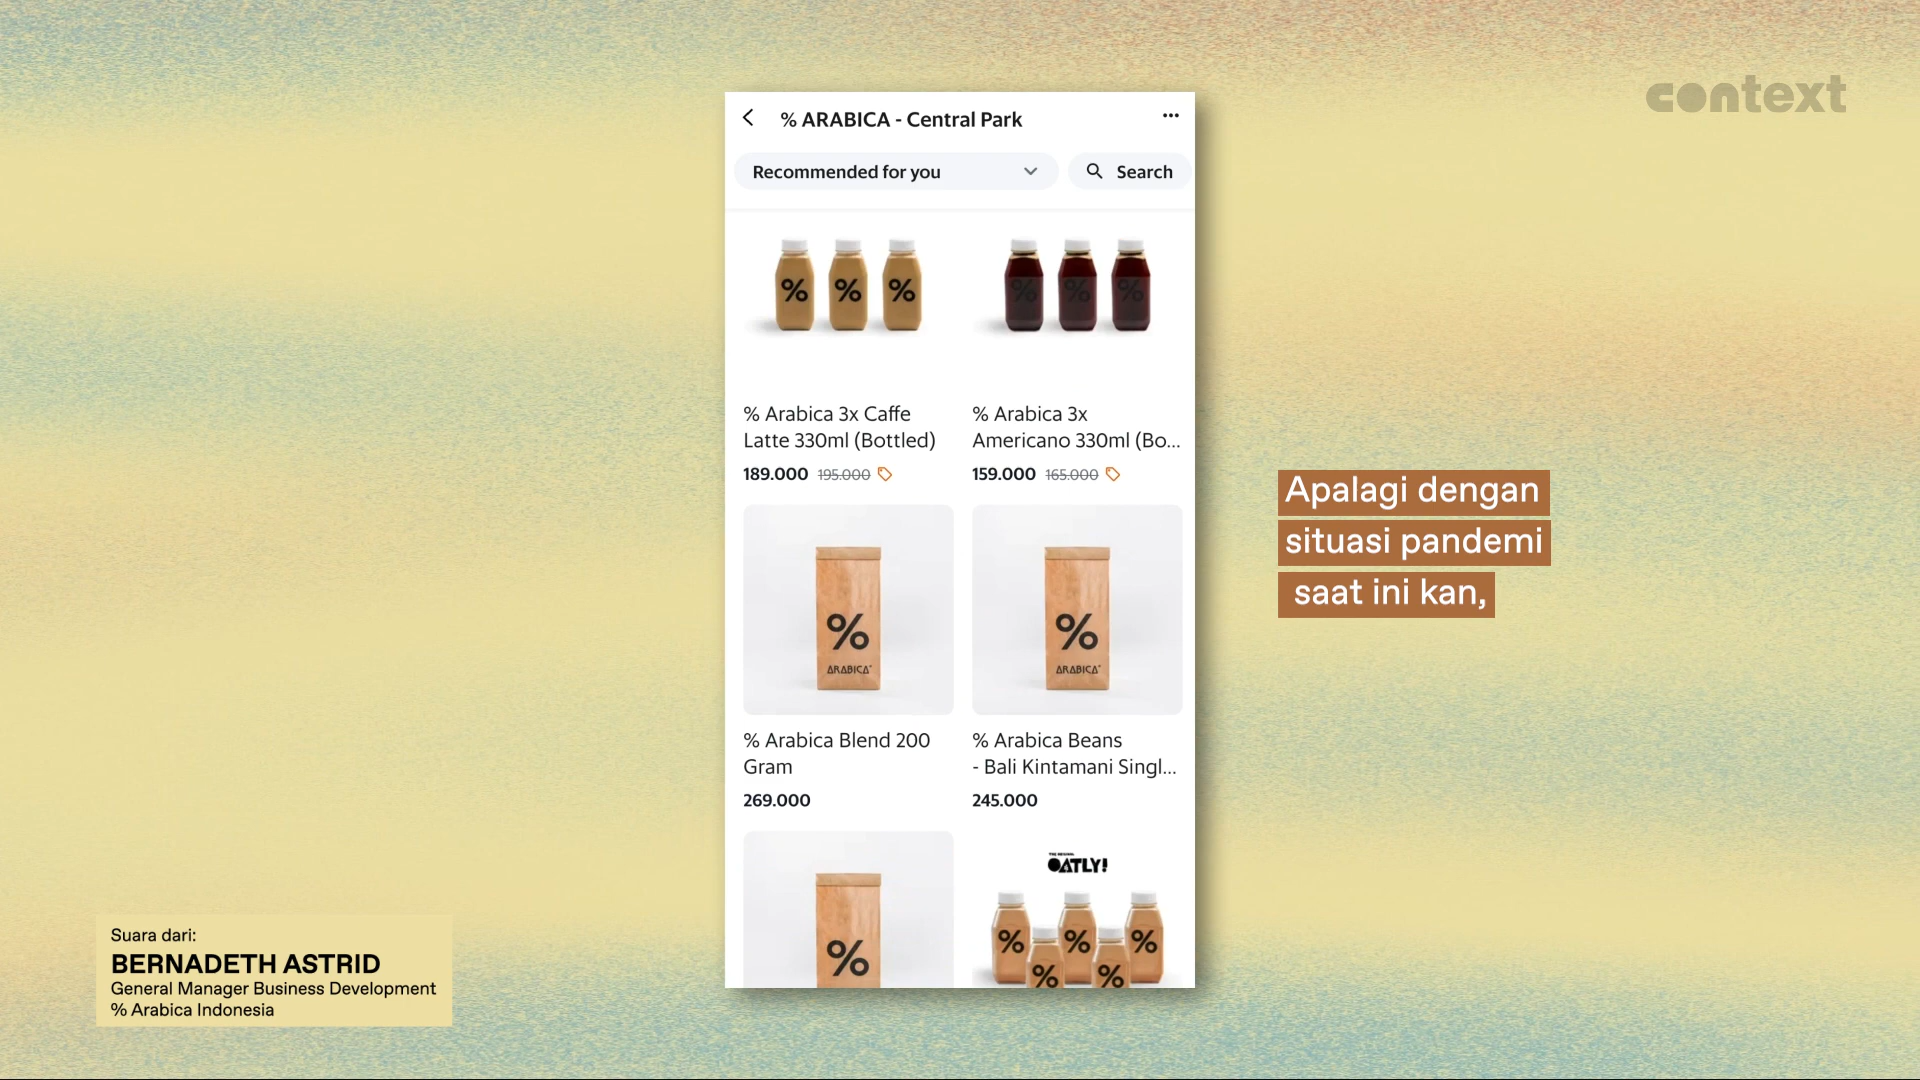 context
% ARABICA - Central Park
Recommended for you
Search
%
%
%
%
%
%
% Arabica 3x Caffe
Latte 330ml (Bottled)
189.000 195.000
% Arabica 3x
Americano 330ml (Bo...
159.000 165.000
%
ARABICA
%
ARABICA
% Arabica Blend 200
Gram
269.000
% Arabica Beans
- Bali Kintamani Singl...
245.000
%
THE ORIGINAL
OATLY!
%
%
%
%
%
Apalagi dengan
situasi pandemi
saat ini kan,
Suara dari:
BERNADETH ASTRID
General Manager Business Development
% Arabica Indonesia